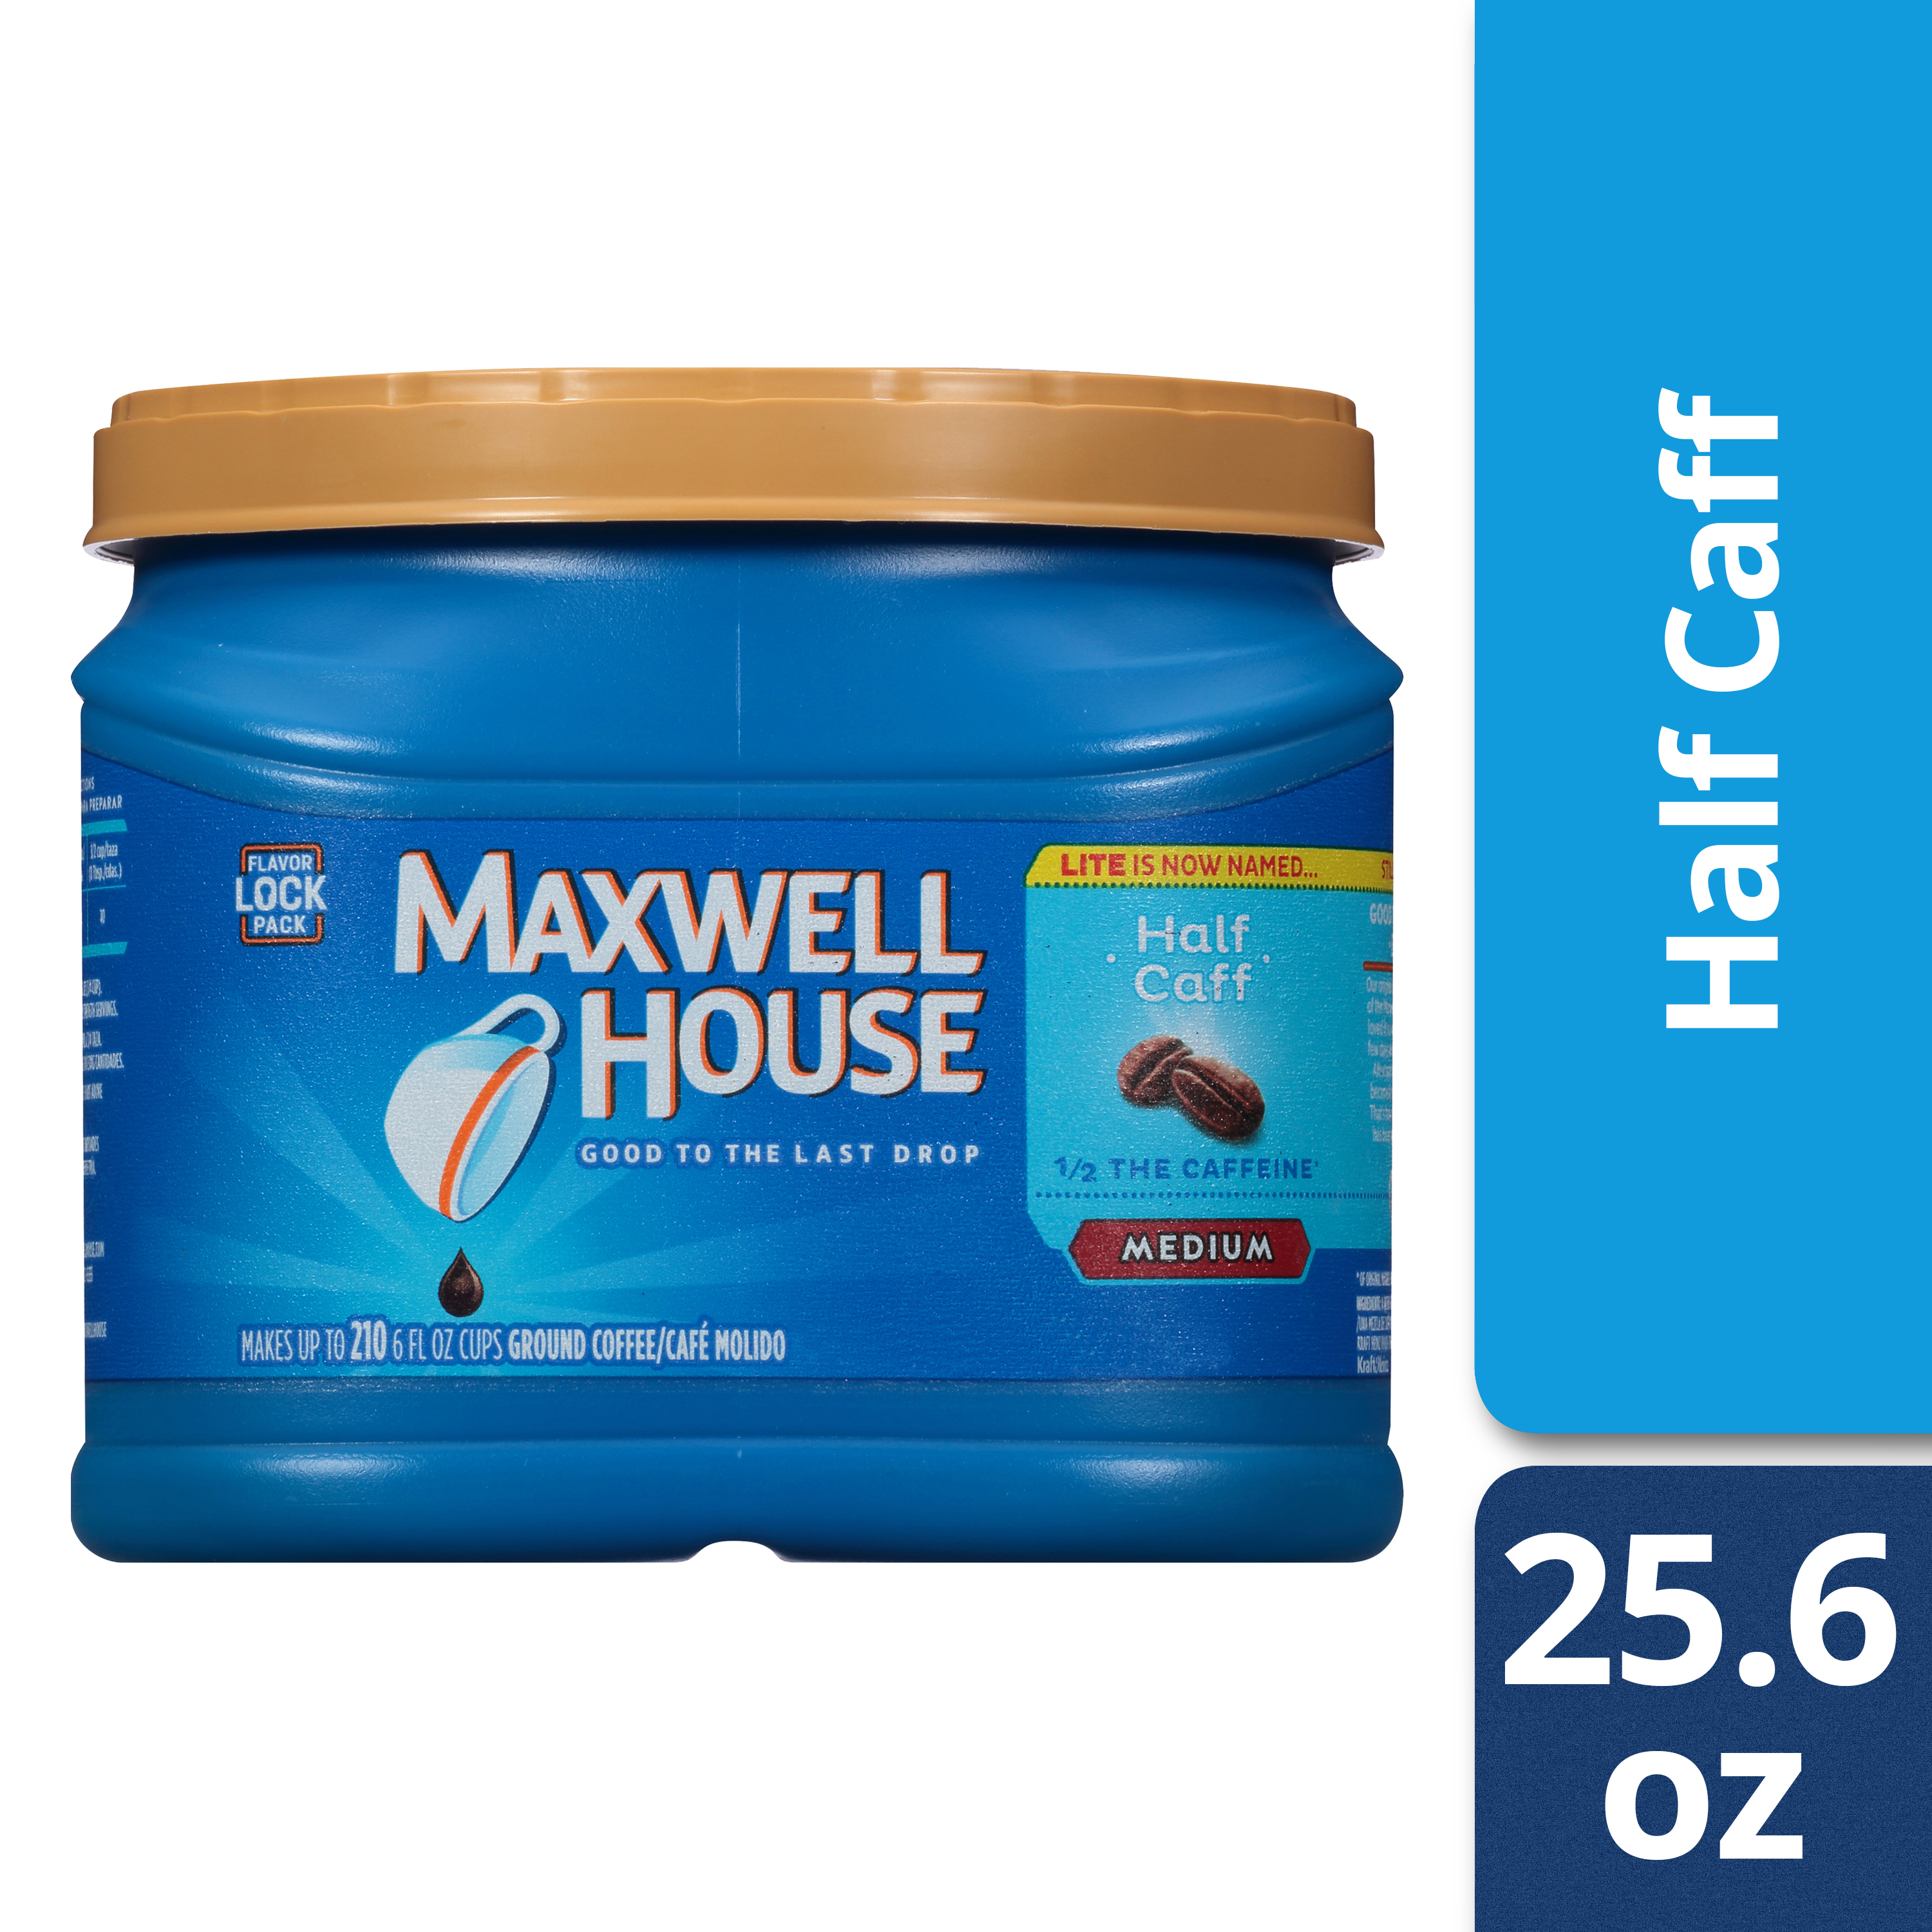 PREPARAR
FLAVOR
LOCK
PACK
MAXWELL
HOUSE
GOOD TO THE LAST DROP
LITE IS NOW NAMED...
Half
Caff
1/2 THE CAFFEINE*
MEDIUM
MAKES UP TO 210 6 FL OZ CUPS GROUND COFFEE/CAFÉ MOLIDO
Half Caff
25.6
oz